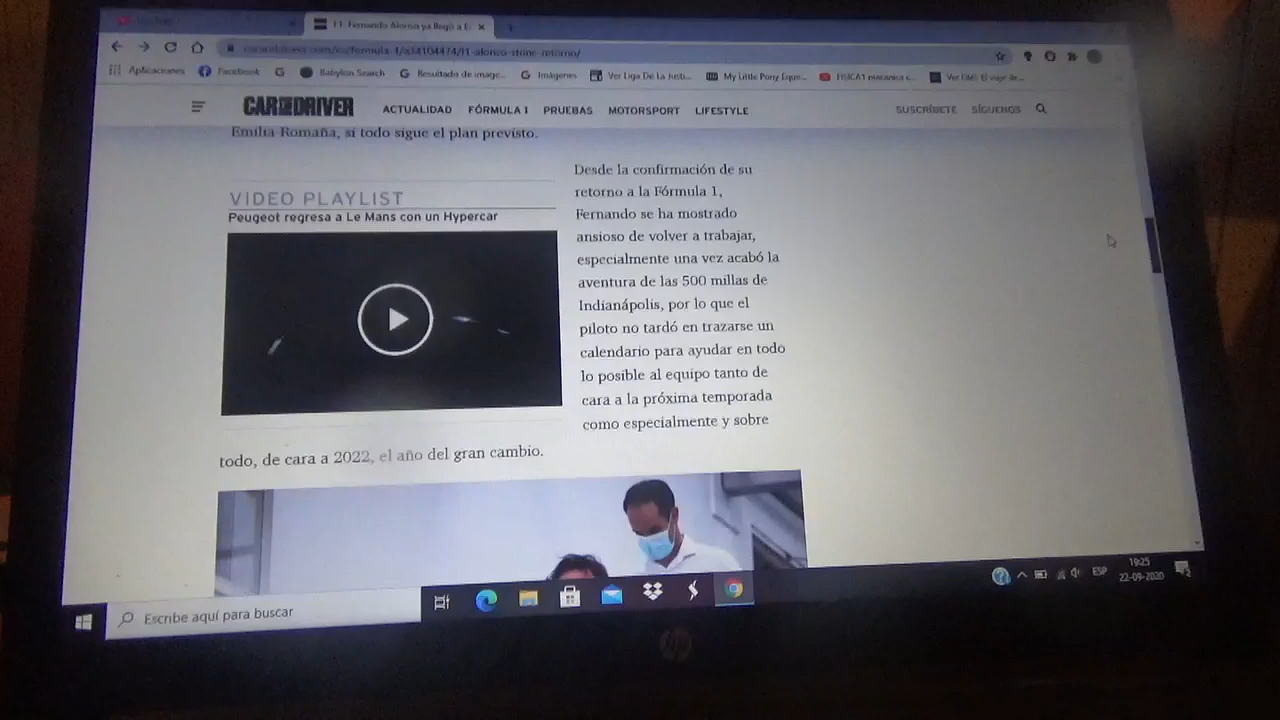 F1: Fernando Alonso ya llegó a E
Aplicaciones
Facebook
Babylon Search
Resultado de image...
Imágenes
Ver Liga De La Justi...
My Little Pony Eque...
CAR AND DRIVER
ACTUALIDAD
FÓRMULA 1
PRUEBAS
MOTORSPORT
LIFESTYLE
SUSCRÍBETE
SÍGUENOS
Emilia Romaña, si todo sigue el plan previsto.
VIDEO PLAYLIST
Peugeot regresa a Le Mans con un Hypercar
Desde la confirmación de su
retorno a la Fórmula 1,
Fernando se ha mostrado
ansioso de volver a trabajar,
especialmente una vez acabó la
aventura de las 500 millas de
Indianápolis, por lo que el
piloto no tardó en trazarse un
calendario para ayudar en todo
lo posible al equipo tanto de
cara a la próxima temporada
como especialmente y sobre
todo, de cara a 2022, el año del gran cambio.
Escribe aquí para buscar
ESP
19:25
22-09-2020
hp